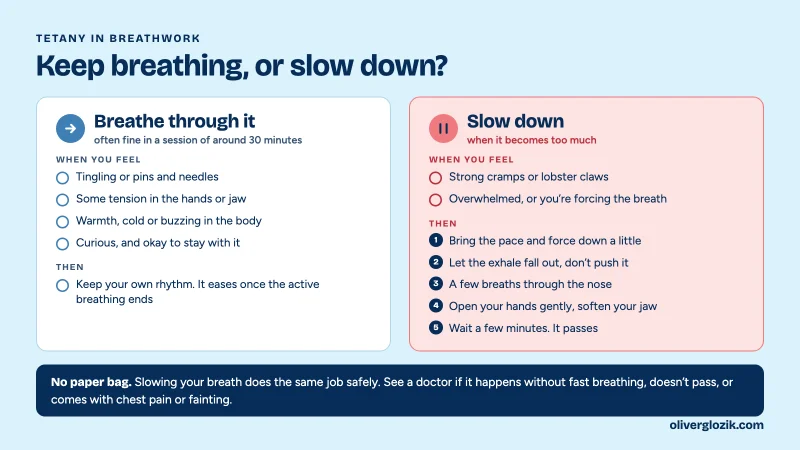 TETANY IN BREATHWORK
Keep breathing, or slow down?
Breathe through it
often fine in a session of around 30 minutes
WHEN YOU FEEL
Tingling or pins and needles
Some tension in the hands or jaw
Warmth, cold or buzzing in the body
Curious, and okay to stay with it
THEN
Keep your own rhythm. It eases once the active
breathing ends
Slow down
when it becomes too much
WHEN YOU FEEL
Strong cramps or lobster claws
Overwhelmed, or you're forcing the breath
THEN
1 Bring the pace and force down a little
2 Let the exhale fall out, don't push it
3 A few breaths through the nose
4 Open your hands gently, soften your jaw
5 Wait a few minutes. It passes
No paper bag. Slowing your breath does the same job safely. See a doctor if it happens without fast breathing, doesn't pass, or
comes with chest pain or fainting.
oliverglozik.com